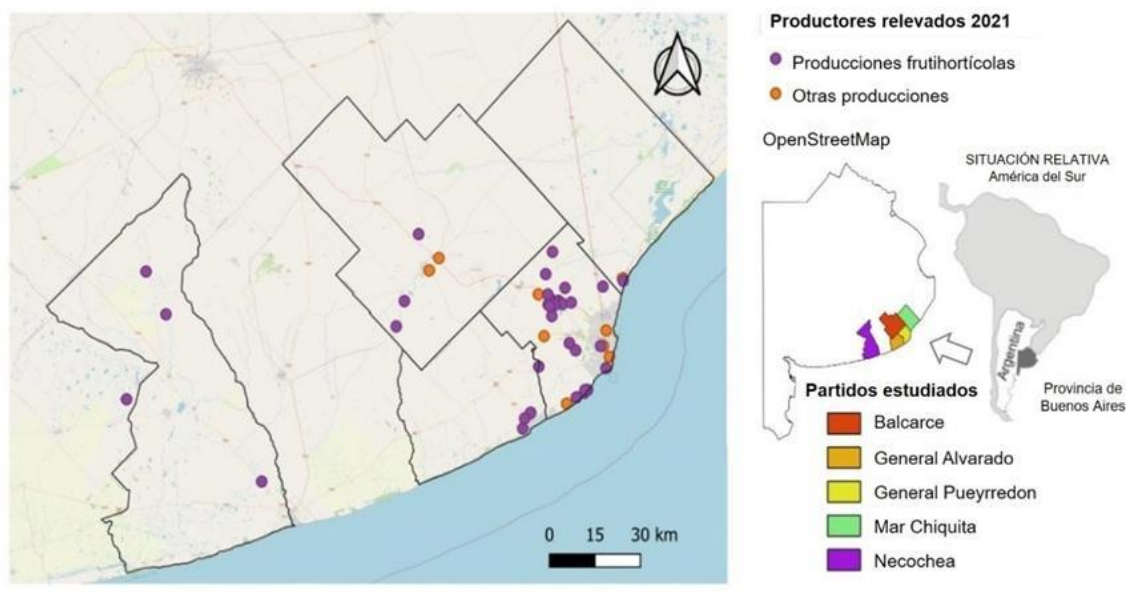 Productores relevados 2021
Producciones frutihortícolas
Otras producciones
OpenStreetMap
SITUACIÓN RELATIVA
América del Sur
Argentina
Provincia de
Buenos Aires
Partidos estudiados
Balcarce
General Alvarado
General Pueyrredon
Mar Chiquita
Necochea
0 15 30 km